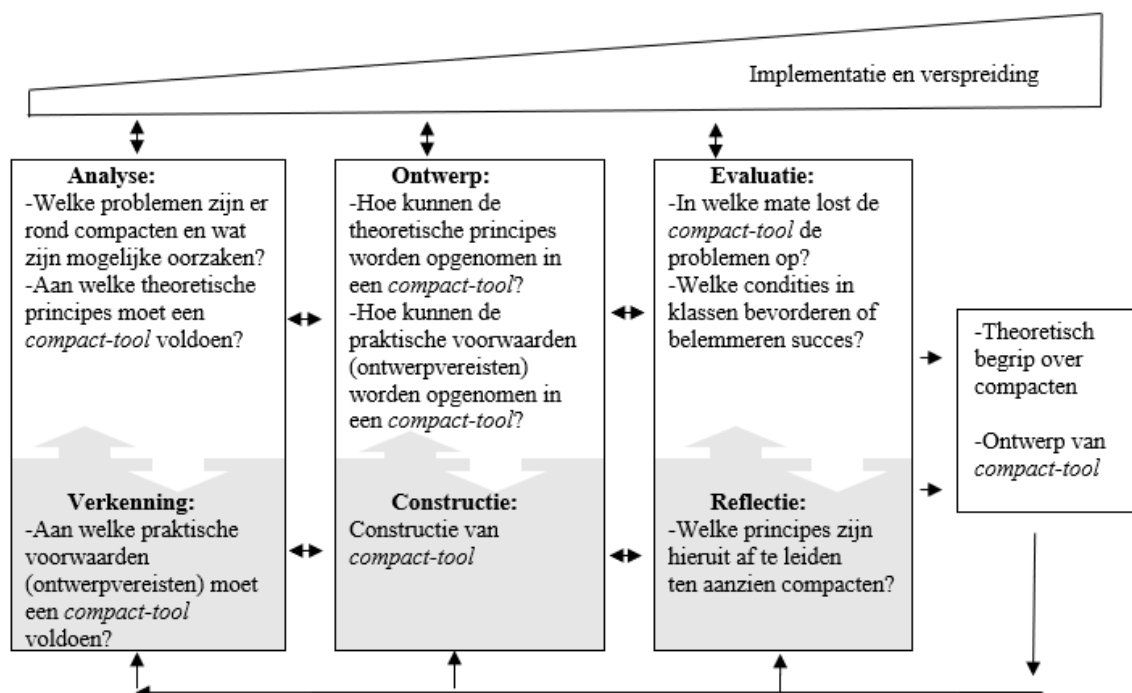 Implementatie en verspreiding
Analyse:
-Welke problemen zijn er
rond compacten en wat
zijn mogelijke oorzaken?
-Aan welke theoretische
principes moet een
compact-tool voldoen?
Verkenning:
-Aan welke praktische
voorwaarden
(ontwerpvereisten) moet
een compact-tool
voldoen?
Ontwerp:
-Hoe kunnen de
theoretische principes
worden opgenomen in
een compact-tool?
-Hoe kunnen de
praktische voorwaarden
(ontwerpvereisten)
worden opgenomen in
een compact-tool?
Constructie:
Constructie van
compact-tool
Evaluatie:
-In welke mate lost de
compact-tool de
problemen op?
-Welke condities in
klassen bevorderen of
belemmeren succes?
Reflectie:
-Welke principes zijn
hieruit af te leiden
ten aanzien compacten?
-Theoretisch
begrip over
compacten
-Ontwerp van
compact-tool